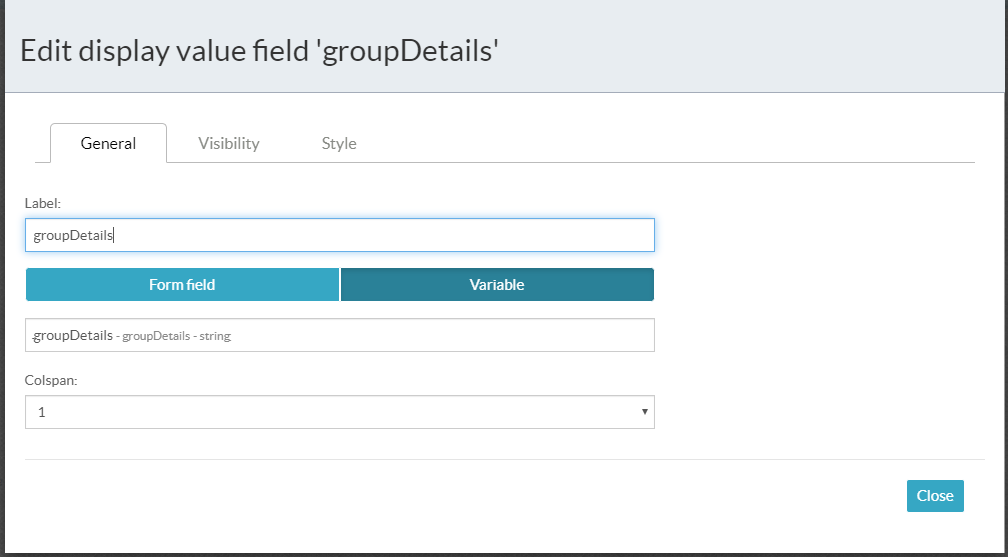 Edit display value field 'groupDetails'
General Visibility Style
Label:
groupDetails
Form field Variable
groupDetails - groupDetails - string
Colspan:
1
Close